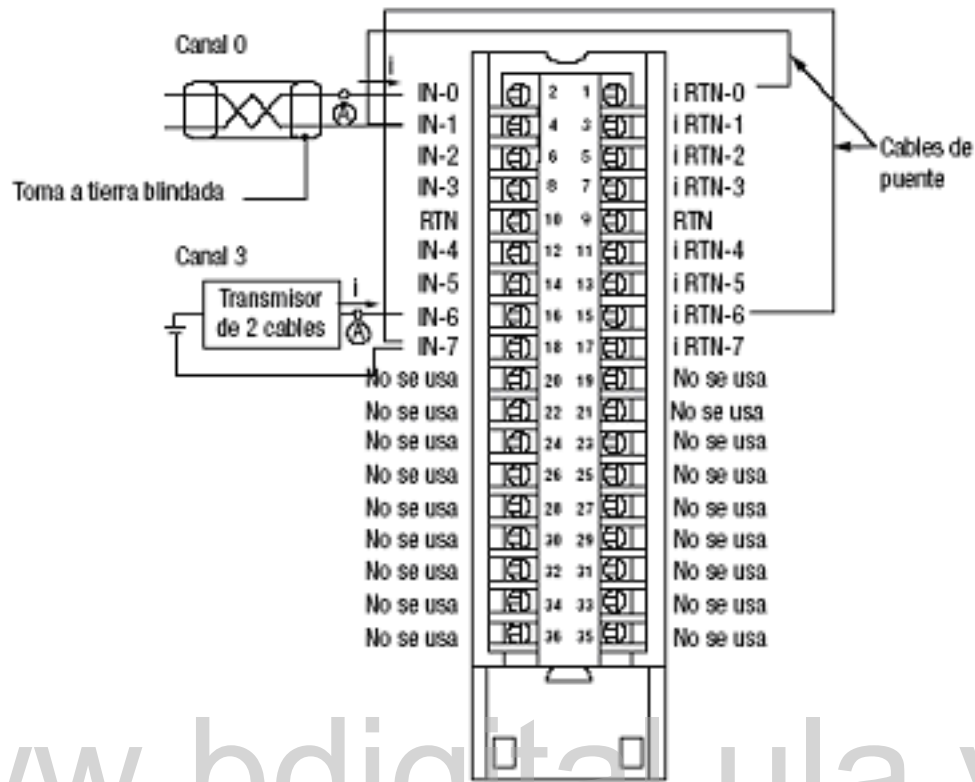 Canal 0
i
A
IN-0 2 1 i RTN-0
IN-1 4 3 i RTN-1
IN-2 6 5 i RTN-2
IN-3 8 7 i RTN-3
RTN 10 9 RTN
IN-4 12 11 i RTN-4
IN-5 14 13 i RTN-5
IN-6 16 15 i RTN-6
IN-7 18 17 i RTN-7
No se usa 20 19 No se usa
No se usa 22 21 No se usa
No se usa 24 23 No se usa
No se usa 26 25 No se usa
No se usa 28 27 No se usa
No se usa 30 29 No se usa
No se usa 32 31 No se usa
No se usa 34 33 No se usa
No se usa 36 35 No se usa
Toma a tierra blindada
Canal 3
Transmisor
de 2 cables
i
A
Cables de
puente
www.bdigital.ula.v